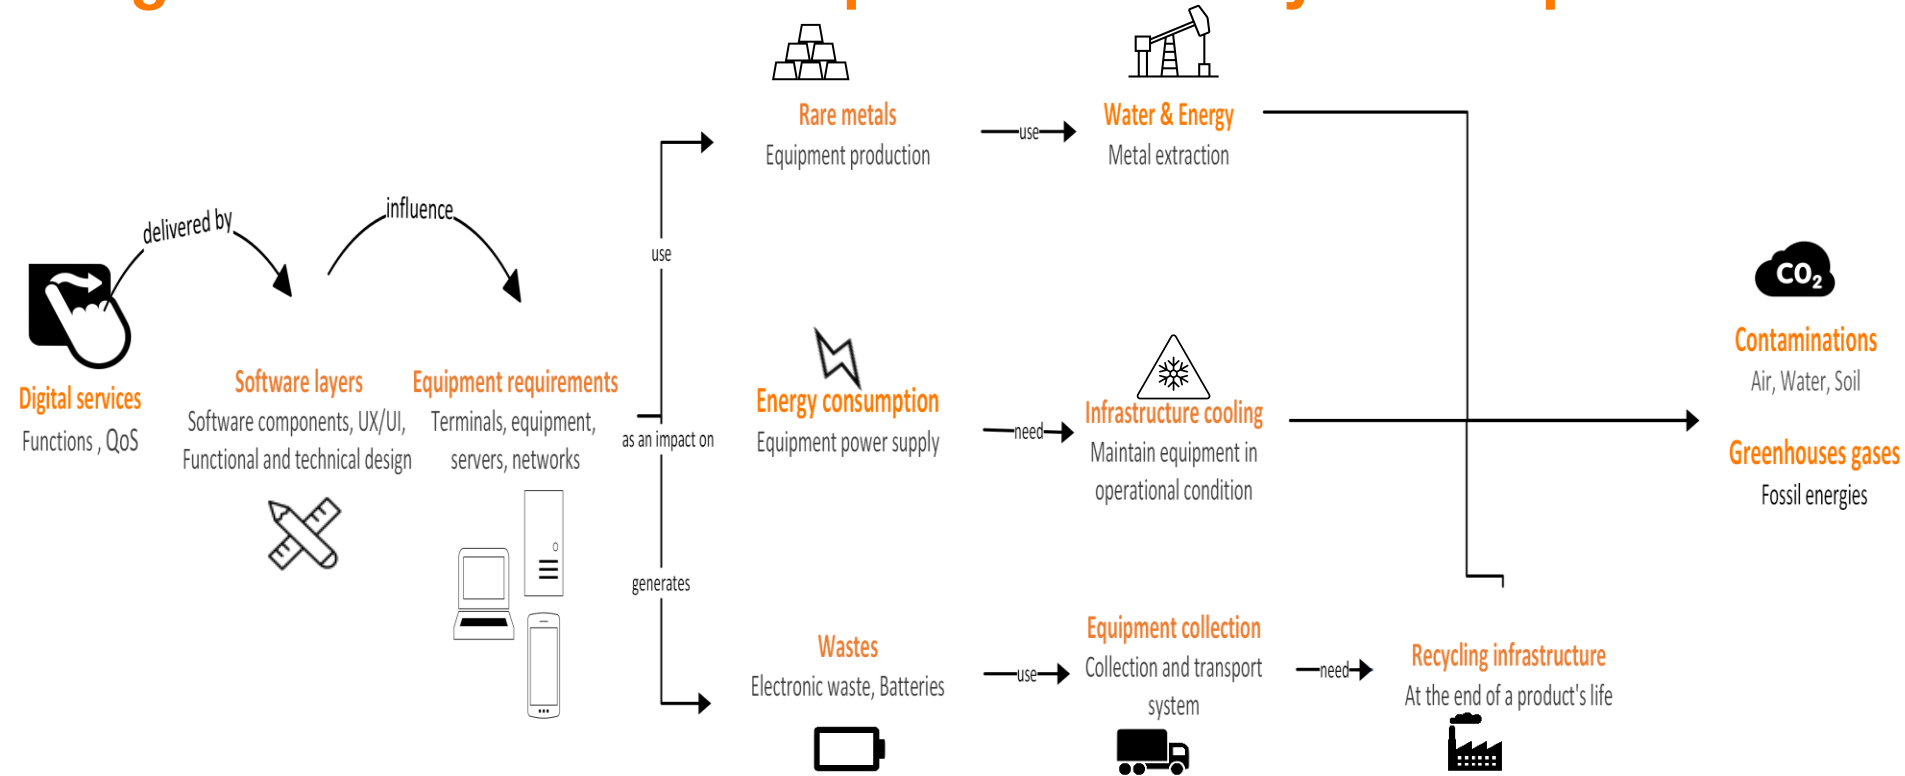 delivered by
influence
Digital services
Functions , QoS
Software layers
Software components, UX/UI,
Functional and technical design
Equipment requirements
Terminals, equipment,
servers, networks
use
as an impact on
generates
Rare metals
Equipment production
use
Water & Energy
Metal extraction
Energy consumption
Equipment power supply
need
Infrastructure cooling
Maintain equipment in
operational condition
Wastes
Electronic waste, Batteries
use
Equipment collection
Collection and transport
system
need
Recycling infrastructure
At the end of a product's life
CO2
Contaminations
Air, Water, Soil
Greenhouses gases
Fossil energies